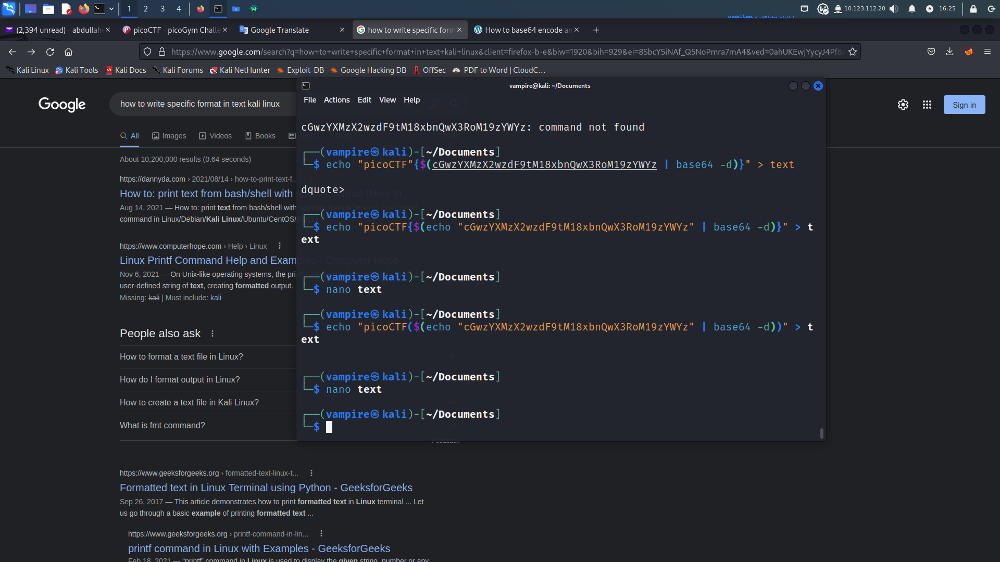 1 2 3 4 10.123.112.20 16:25
(2,394 unread) - abdullah picoCTF - picoGym Challe Google Translate how to write specific form How to base64 encode an
https://www.google.com/search?q=how+to+write+specific+format+in+text+kali+linux&client=firefox-b-e&biw=1920&bih=929&ei=8SbcY5iNAf_Q5NoPmra7mA4&ved=0ahUKEwjYycyJ4Pf8
Kali Linux Kali Tools Kali Docs Kali Forums Kali NetHunter Exploit-DB Google Hacking DB OffSec PDF to Word | CloudC…
Google
how to write specific format in text kali linux
Sign in
All Images Videos Books
About 10,200,000 results (0.64 seconds)
https://dannyda.com › 2021/08/14 › how-to-print-text-f...
How to: print text from bash/shell with specific format (How to ...
Aug 14, 2021 — How to: print text from bash/shell with specific format
command in Linux/Debian/Kali Linux/Ubuntu/CentOS/
https://www.computerhope.com › Help › Linux
Linux Printf Command Help and Examples - Computer Hope
Nov 6, 2021 — On Unix-like operating systems, the pri
user-defined string of text, creating formatted output.
Missing: kali | Must include: kali
People also ask
How to format a text file in Linux?
How do I format output in Linux?
How to create a text file in Kali Linux?
What is fmt command?
Feedback
https://www.geeksforgeeks.org › formatted-text-linux-t...
Formatted text in Linux Terminal using Python - GeeksforGeeks
Sep 26, 2017 — This article demonstrates how to print formatted text in Linux terminal ... Let
us go through a basic example of printing formatted text ...
https://www.geeksforgeeks.org › printf-command-in-lin...
printf command in Linux with Examples - GeeksforGeeks
Feb 18, 2021 — "printf" command in Linux is used to display the given string, number or any
vampire@kali: ~/Documents
File Actions Edit View Help
cGwzYXMzX2wzdF9tM18xbnQwX3RoM19zYWYz: command not found
┌──(vampire㉿kali)-[~/Documents]
└─$ echo "picoCTF"{$(cGwzYXMzX2wzdF9tM18xbnQwX3RoM19zYWYz | base64 -d)}" > text
dquote>
┌──(vampire㉿kali)-[~/Documents]
└─$ echo "picoCTF{$(echo "cGwzYXMzX2wzdF9tM18xbnQwX3RoM19zYWYz" | base64 -d)}" > t
ext
┌──(vampire㉿kali)-[~/Documents]
└─$ nano text
┌──(vampire㉿kali)-[~/Documents]
└─$ echo "picoCTF($(echo "cGwzYXMzX2wzdF9tM18xbnQwX3RoM19zYWYz" | base64 -d))" > t
ext
┌──(vampire㉿kali)-[~/Documents]
└─$ nano text
┌──(vampire㉿kali)-[~/Documents]
└─$